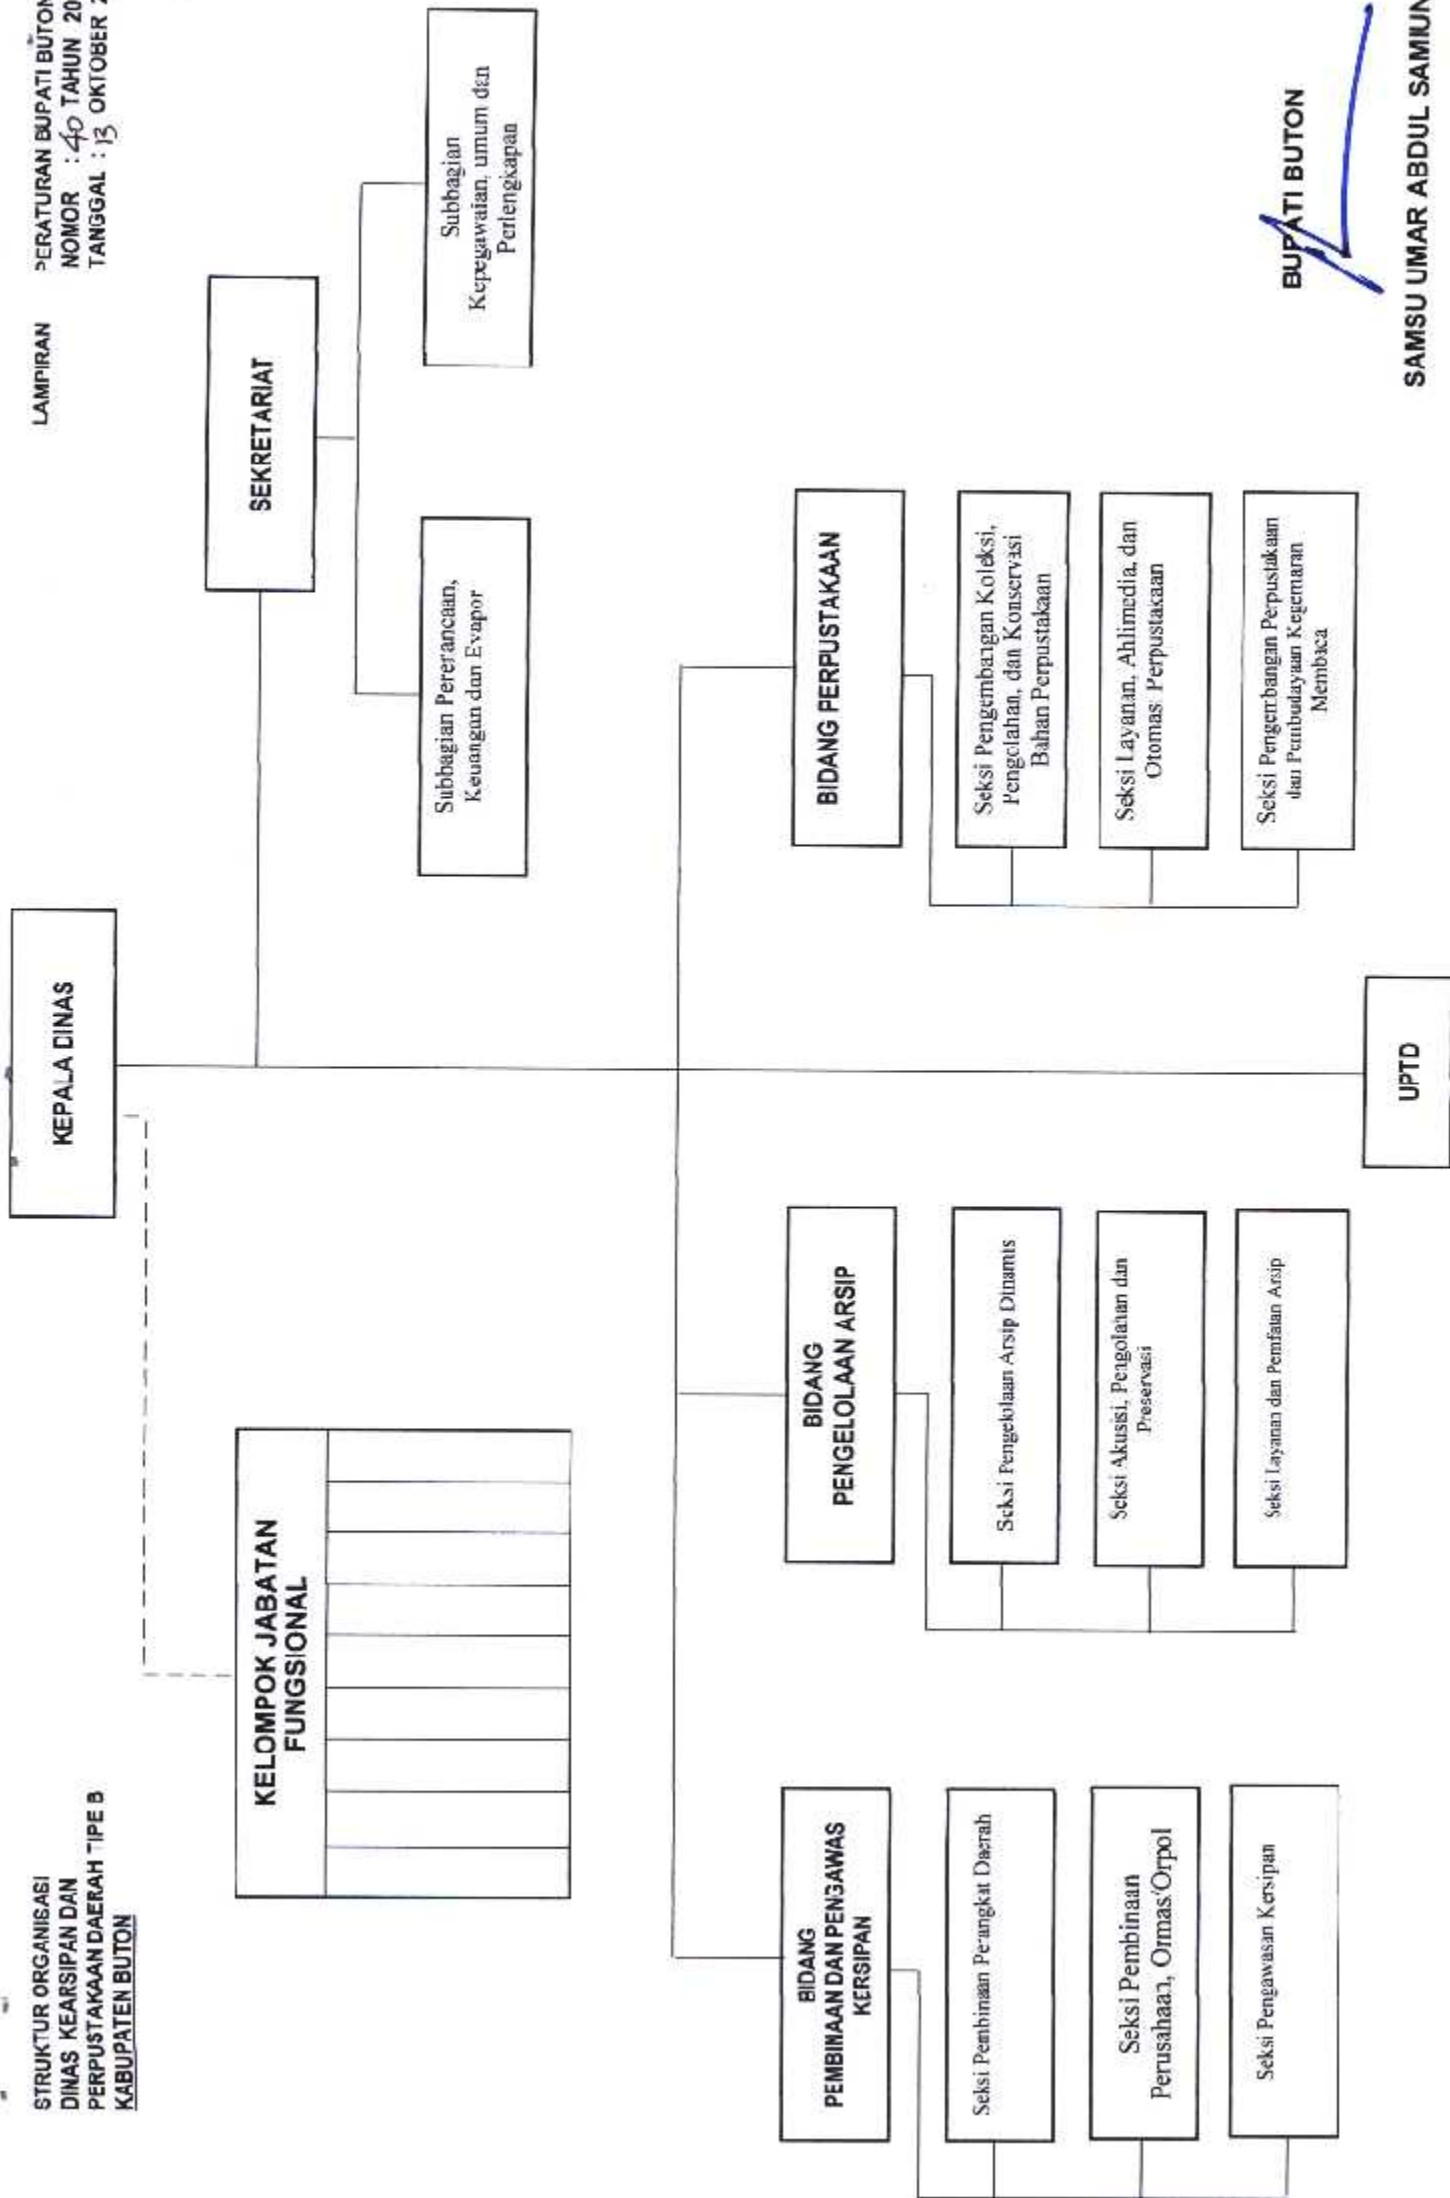 STRUKTUR ORGANISASI
DINAS KEARSIPAN DAN
PERPUSTAKAAN DAERAH TIPE B
KABUPATEN BUTON
LAMPIRAN
PERATURAN BUPATI BUTON
NOMOR : 40 TAHUN 20
TANGGAL : 13 OKTOBER 2
KEPALA DINAS
KELOMPOK JABATAN
FUNGSIONAL
SEKRETARIAT
Subbagian Pererancaan,
Keuangan dan Evapor
Subbagian
Kepegawaian, umum dan
Perlengkapan
BIDANG
PEMBINAAN DAN PENGAWAS
KERSIPAN
Seksi Pembinaan Perangkat Daerah
Seksi Pembinaan
Perusahaan, Ormas/Orpol
Seksi Pengawasan Kersipan
BIDANG
PENGELOLAAN ARSIP
Seksi Pengelolaan Arsip Dinamis
Seksi Akusisi, Pengolahan dan
Preservasi
Seksi Layanan dan Pemfatan Arsip
BIDANG PERPUSTAKAAN
Seksi Pengembangan Koleksi,
Pengolahan, dan Konservasi
Bahan Perpustakaan
Seksi Layanan, Ahlimedia, dan
Otomasi Perpustakaan
Seksi Pengembangan Perpustakaan
dan Pembudayaan Kegemaran
Membaca
UPTD
BUPATI BUTON
SAMSU UMAR ABDUL SAMIUN